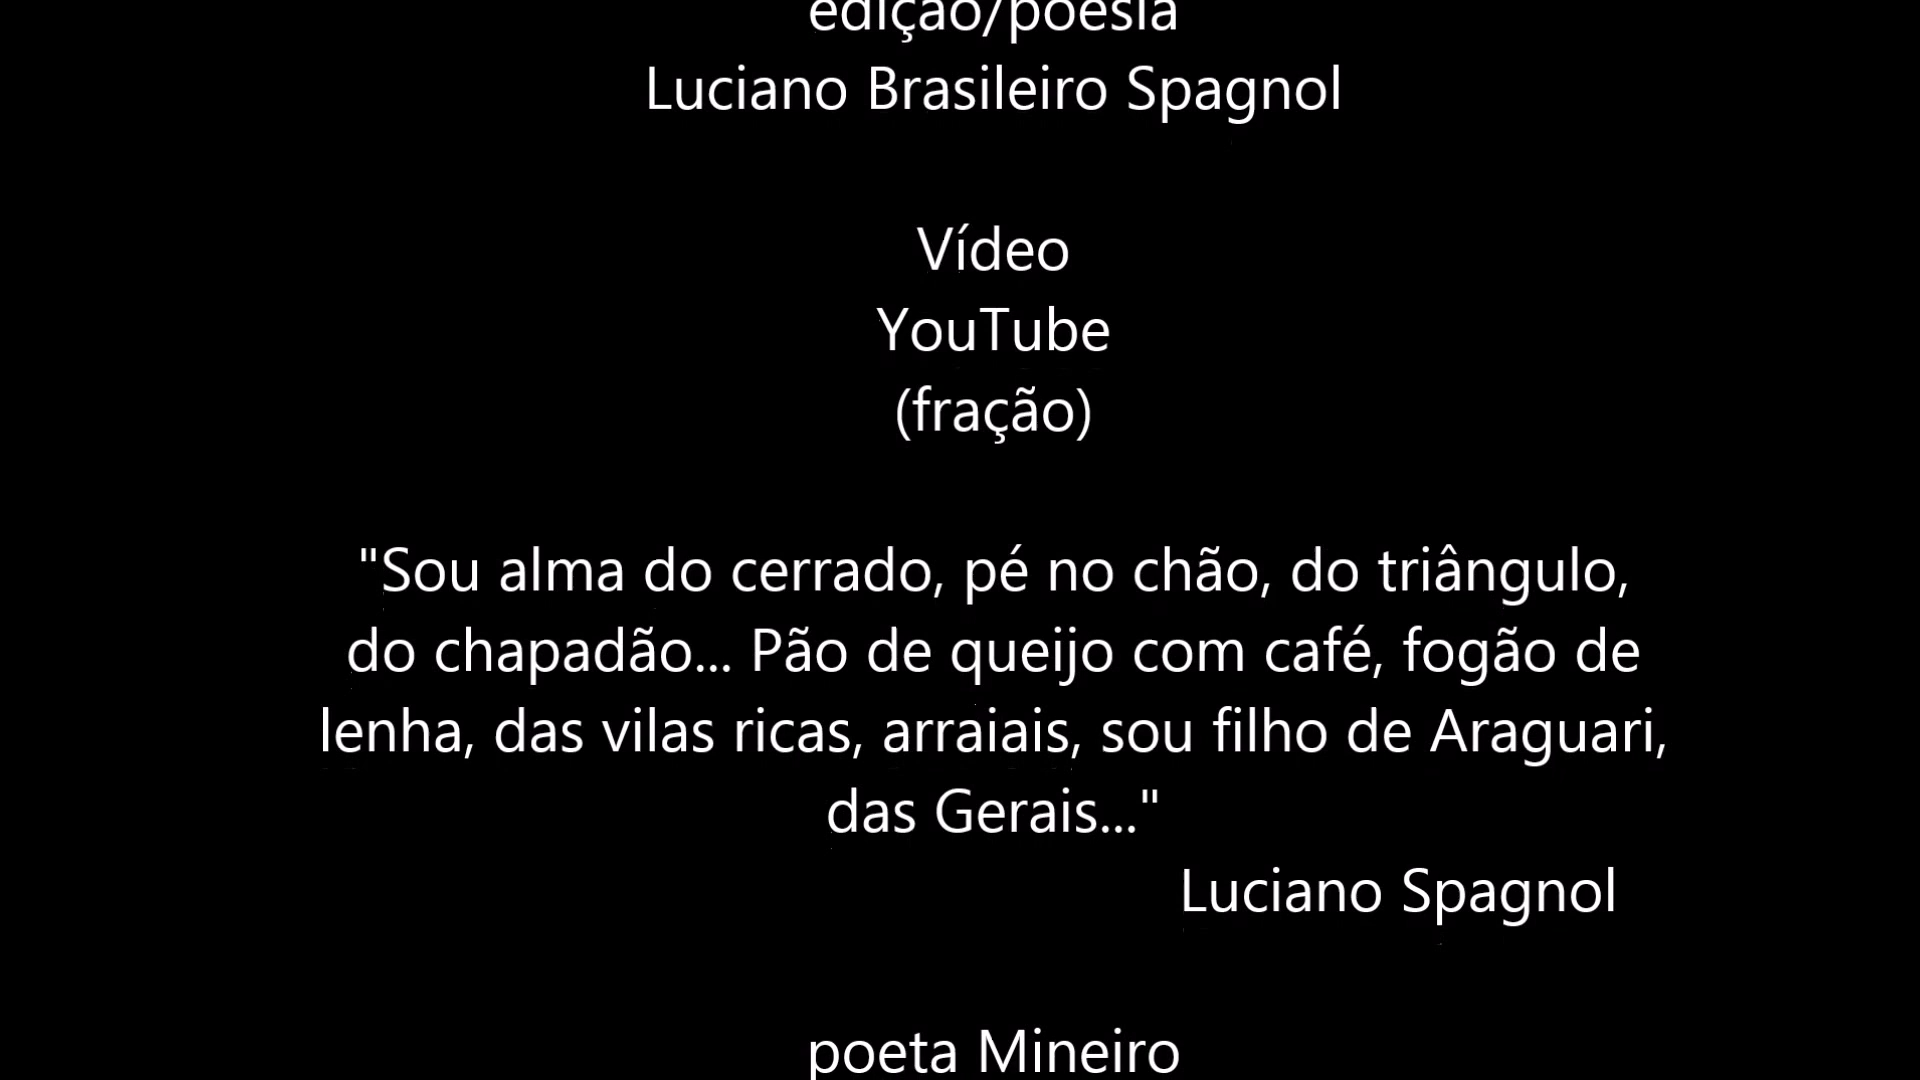 edição/poesia
Luciano Brasileiro Spagnol
Vídeo
YouTube
(fração)
"Sou alma do cerrado, pé no chão, do triângulo,
do chapadão... Pão de queijo com café, fogão de
lenha, das vilas ricas, arraiais, sou filho de Araguari,
das Gerais..."
Luciano Spagnol
poeta Mineiro